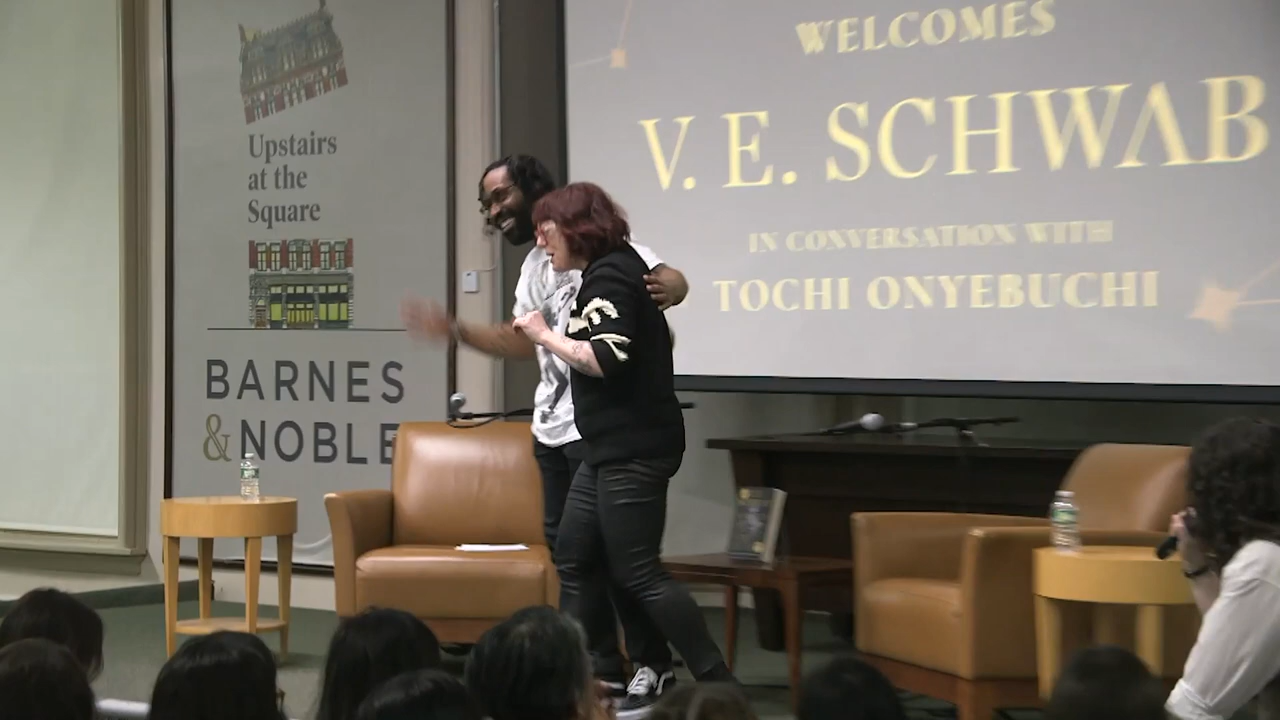 Upstairs
at the
Square
BARNES
&NOBLE
WELCOMES
V. E. SCHWAB
IN CONVERSATION WITH
TOCHI ONYEBUCHI